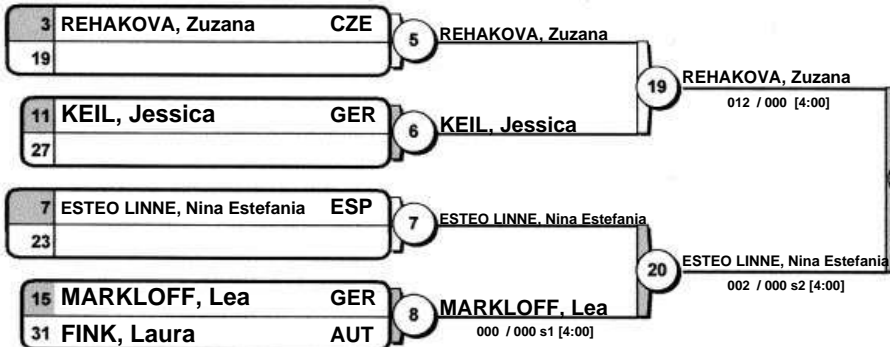 3 REHAKOVA, Zuzana CZE
19
5 REHAKOVA, Zuzana
11 KEIL, Jessica GER
27
6 KEIL, Jessica
19 REHAKOVA, Zuzana
012 / 000 [4:00]
7 ESTEO LINNE, Nina Estefania ESP
23
7 ESTEO LINNE, Nina Estefania
15 MARKLOFF, Lea GER
31 FINK, Laura AUT
8 MARKLOFF, Lea
000 / 000 s1 [4:00]
20 ESTEO LINNE, Nina Estefania
002 / 000 s2 [4:00]